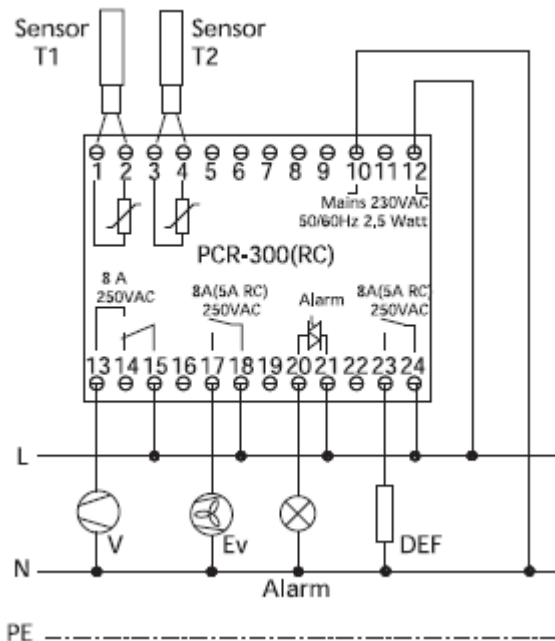 Sensor
T1
Sensor
T2
1 2 3 4 5 6 7 8 9 10 11 12
Mains 230VAC
50/60Hz 2,5 Watt
PCR-300(RC)
8 A
250VAC
8A(5A RC)
250VAC
Alarm
8A(5A RC)
250VAC
13 14 15 16 17 18 19 20 21 22 23 24
L
V
Ev
DEF
N
Alarm
PE